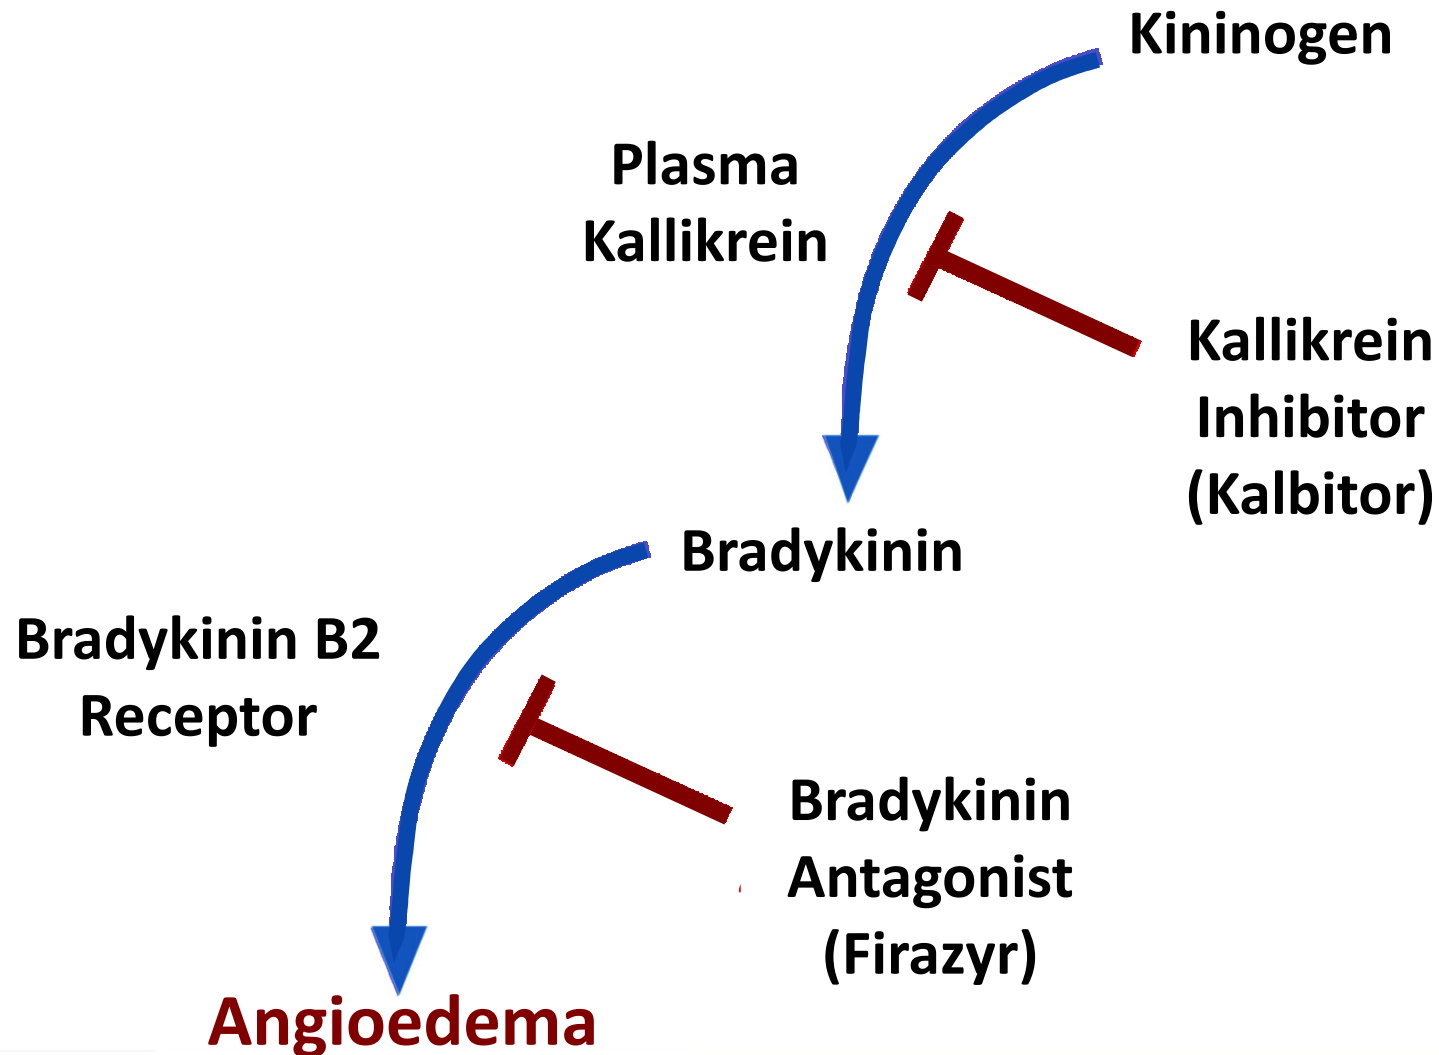 Kininogen
Plasma
Kallikrein
Kallikrein
Inhibitor
(Kalbitor)
Bradykinin
Bradykinin B2
Receptor
Bradykinin
Antagonist
(Firazyr)
Angioedema